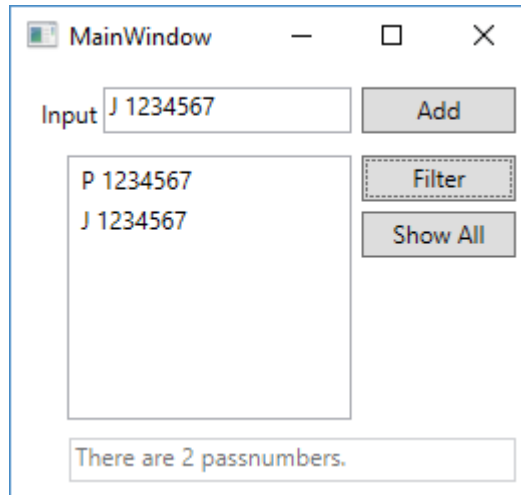 MainWindow
Input J 1234567 Add
P 1234567
J 1234567
Filter
Show All
There are 2 passnumbers.